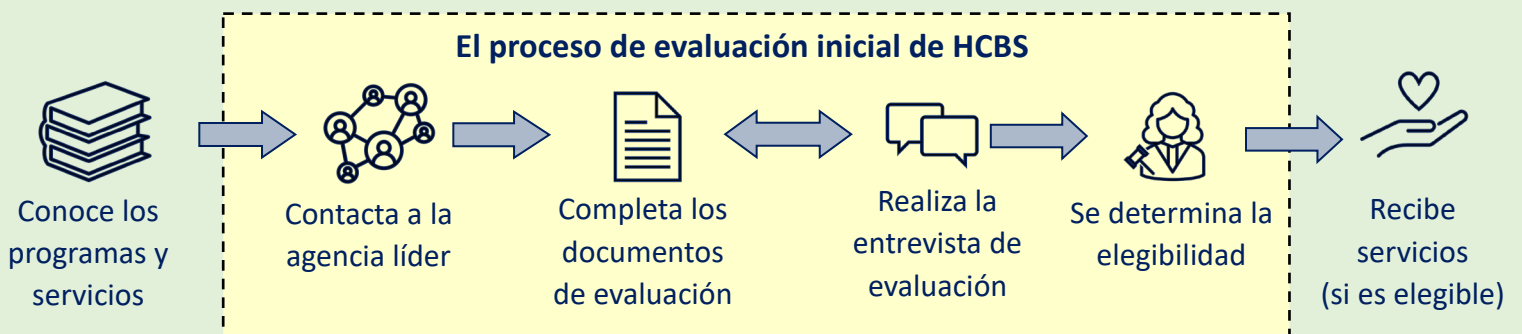 El proceso de evaluación inicial de HCBS
Conoce los
programas y
servicios
Contacta a la
agencia líder
Completa los
documentos
de evaluación
Realiza la
entrevista de
evaluación
Se determina la
elegibilidad
Recibe
servicios
(si es elegible)